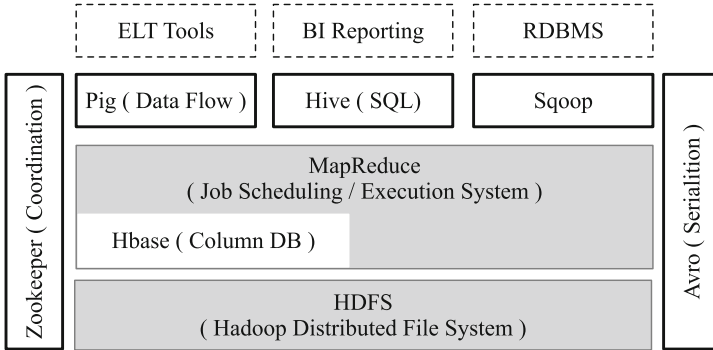 ELT Tools
BI Reporting
RDBMS
Zookeeper ( Coordination )
Pig ( Data Flow )
Hive ( SQL)
Sqoop
Avro ( Serialition )
MapReduce
( Job Scheduling / Execution System )
Hbase ( Column DB )
HDFS
( Hadoop Distributed File System )